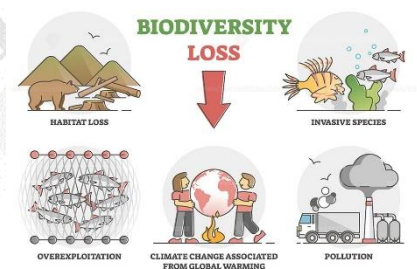 BIODIVERSITY
LOSS
HABITAT LOSS
INVASIVE SPECIES
OVEREXPLOITATION
CLIMATE CHANGE ASSOCIATED
FROM GLOBAL WARMING
POLLUTION